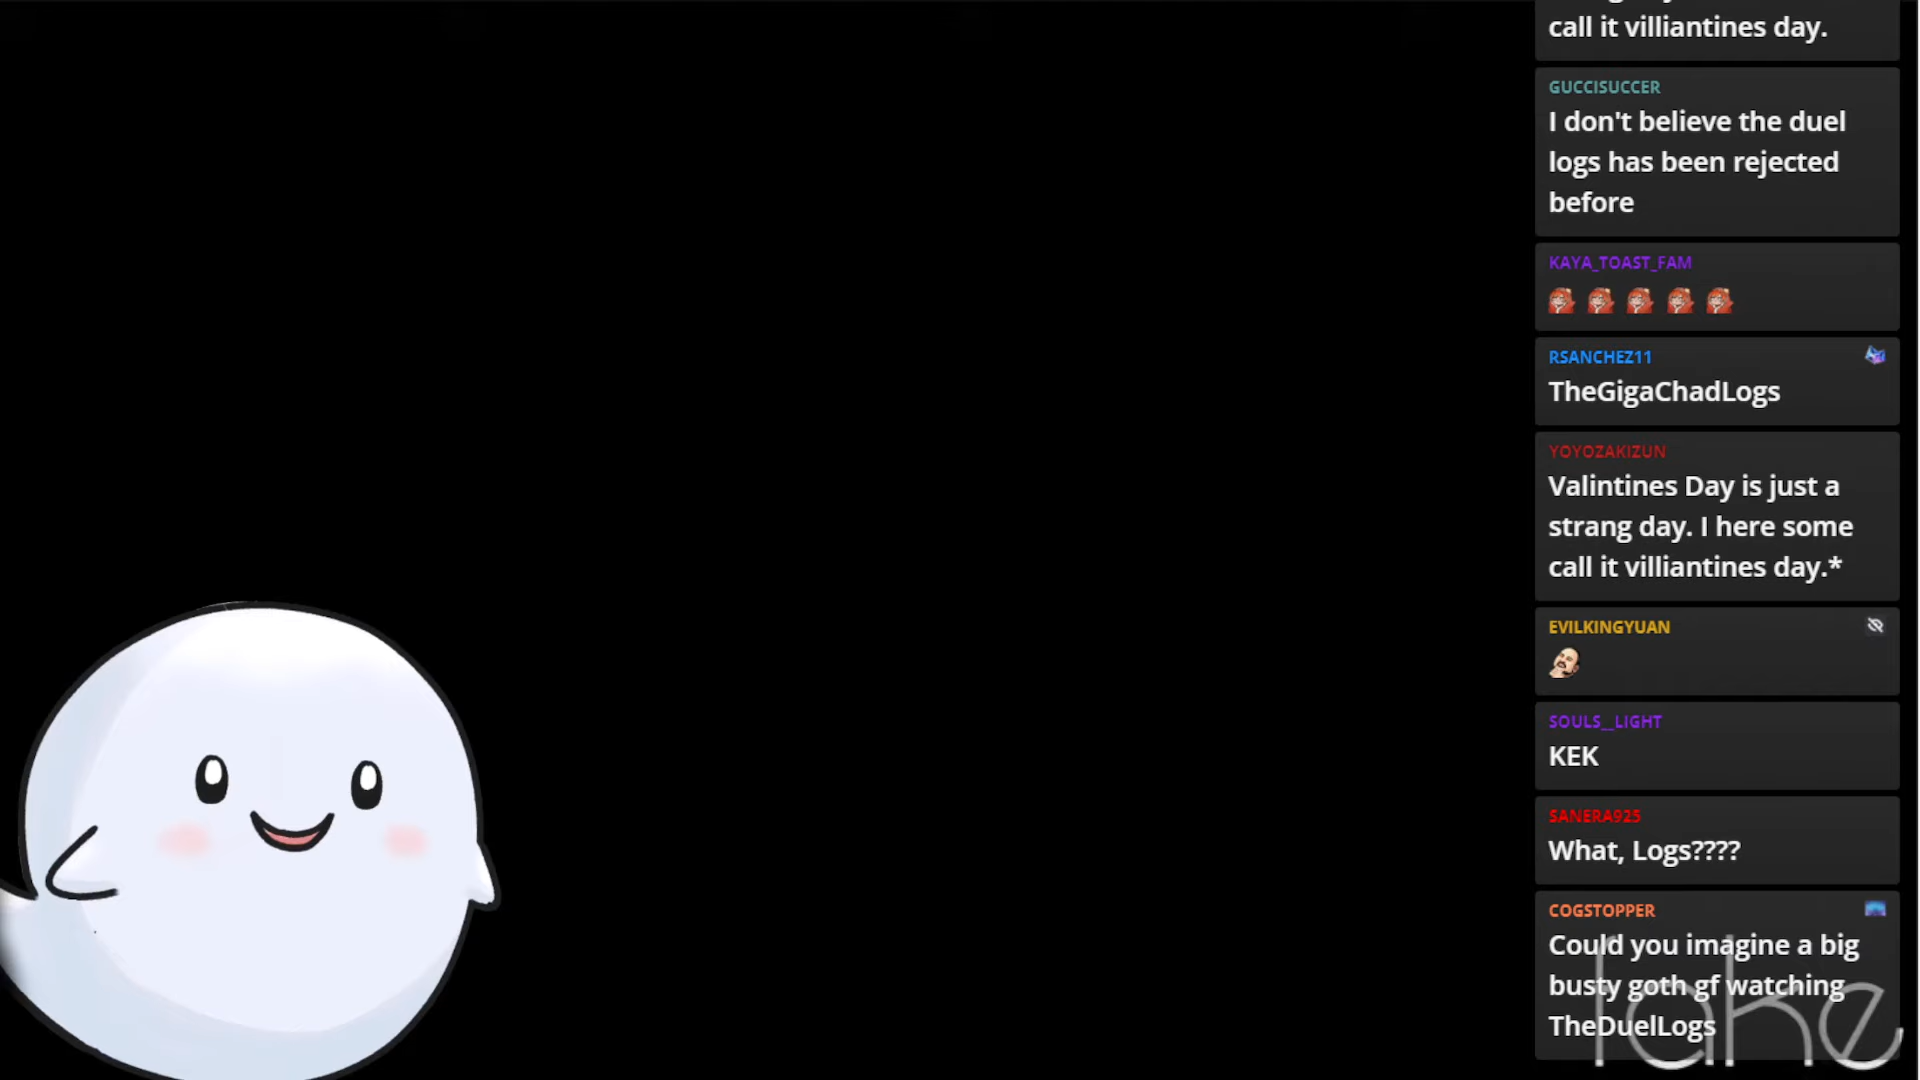 call it villiantines day.
GUCCISUCCER
I don't believe the duel
logs has been rejected
before
KAYA_TOAST_FAM
RSANCHEZ11
TheGigaChadLogs
YOYOZAKIZUN
Valintines Day is just a
strang day. I here some
call it villiantines day.*
EVILKINGYUAN
SOULS__LIGHT
KEK
SANERA925
What, Logs????
COGSTOPPER
Could you imagine a big
busty goth gf watching
TheDuelLogs
lake